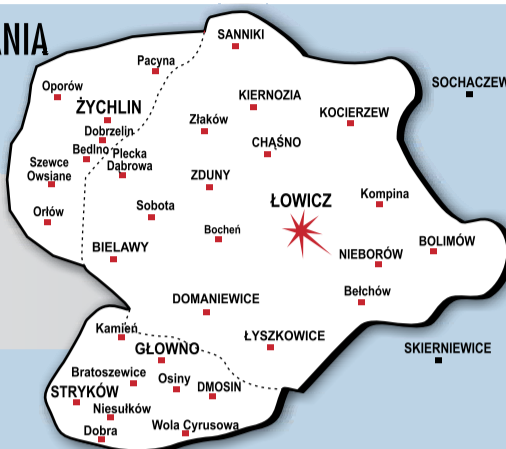 ANIA
SANNIKI
Pacyna
SOCHACZEW
Oporów
KIERNOZIA
ŻYCHLIN
KOCIERZEW
Złaków
Dobrzelin
CHĄŚNO
Bedlno
Plecka
Dąbrowa
Szewce
Owsiane
ZDUNY
Kompina
ŁOWICZ
Sobota
Orłów
Bocheń
BOLIMÓW
BIELAWY
NIEBORÓW
Bełchów
DOMANIEWICE
Kamień
ŁYSZKOWICE
GŁOWNO
SKIERNIEWICE
Bratoszewice
Osiny
DMOSIN
STRYKÓW
Niesułków
Wola Cyrusowa
Dobra